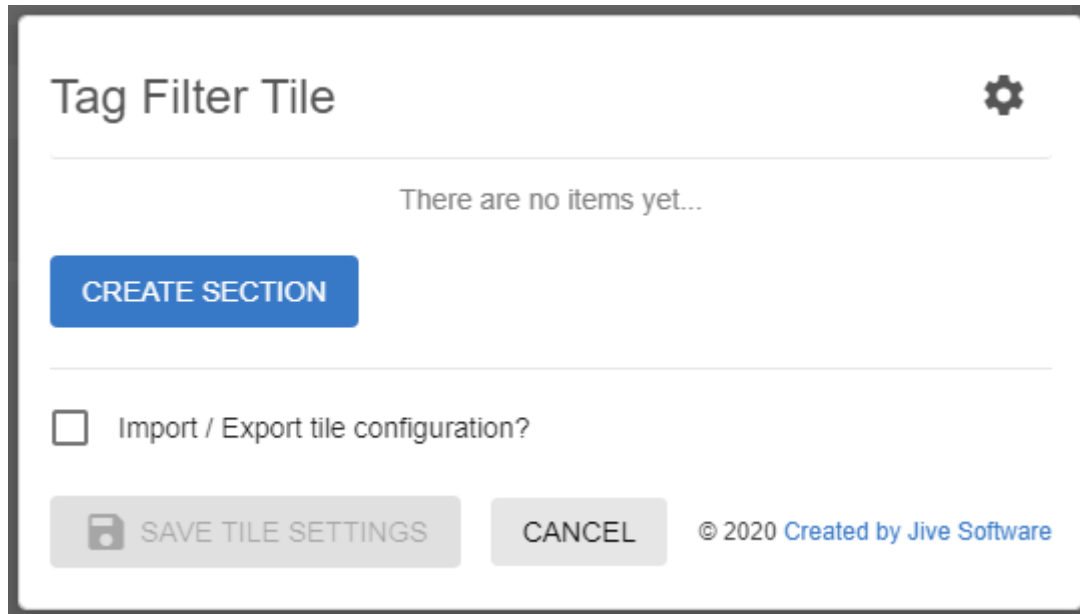 Tag Filter Tile
There are no items yet...
CREATE SECTION
Import / Export tile configuration?
SAVE TILE SETTINGS
CANCEL
© 2020 Created by Jive Software